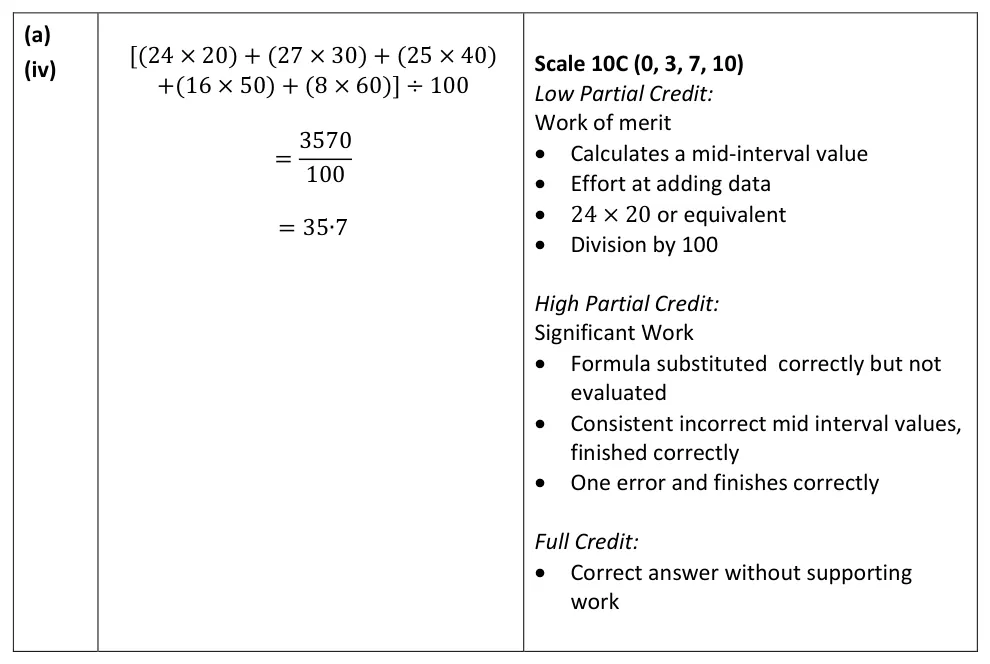 (a)
(iv)
[(24 × 20) + (27 × 30) + (25 × 40)
+(16 × 50) + (8 × 60)] ÷ 100
= 3570
100
= 35·7
Scale 10C (0, 3, 7, 10)
Low Partial Credit:
Work of merit
• Calculates a mid-interval value
• Effort at adding data
• 24 × 20 or equivalent
• Division by 100
High Partial Credit:
Significant Work
• Formula substituted correctly but not
evaluated
• Consistent incorrect mid interval values,
finished correctly
• One error and finishes correctly
Full Credit:
• Correct answer without supporting
work